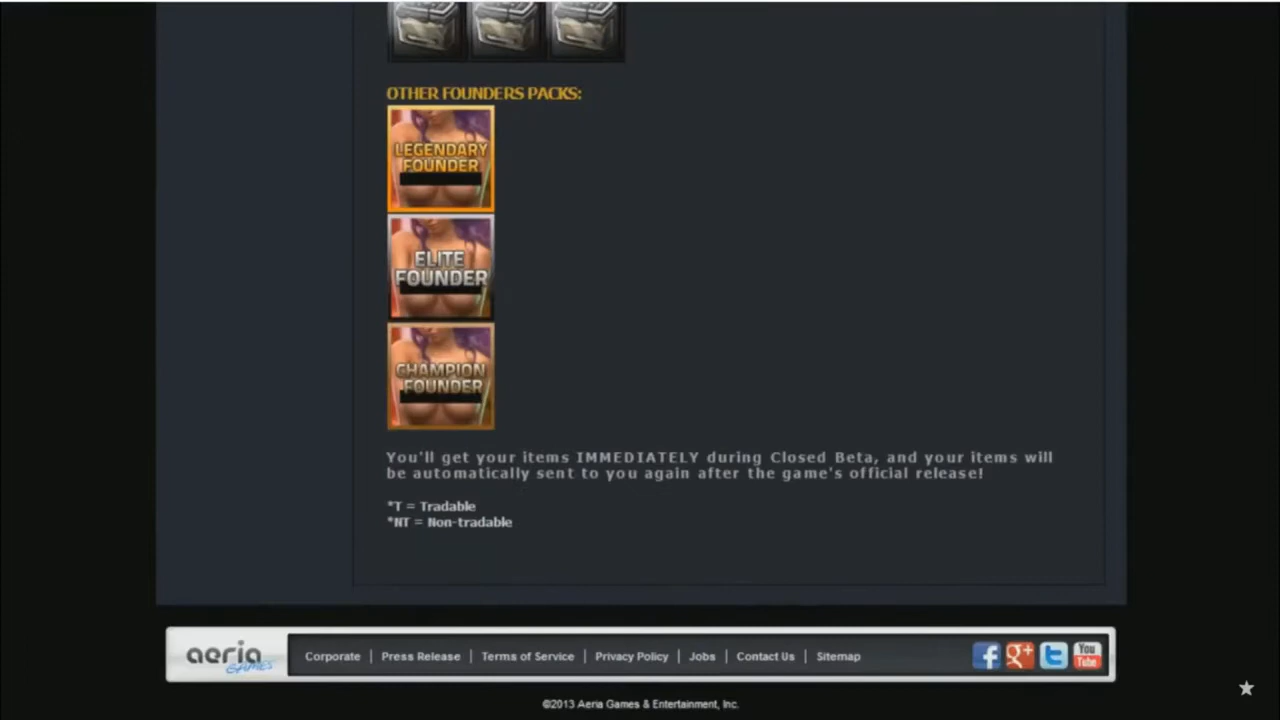 OTHER FOUNDERS PACKS:
LEGENDARY
FOUNDER
ELITE
FOUNDER
CHAMPION
FOUNDER
You'll get your items IMMEDIATELY during Closed Beta, and your items will
be automatically sent to you again after the game's official release!
*T = Tradable
*NT = Non-tradable
aeria GAMES
Corporate | Press Release | Terms of Service | Privacy Policy | Jobs | Contact Us | Sitemap
f g+ t You Tube
©2013 Aeria Games & Entertainment, Inc.